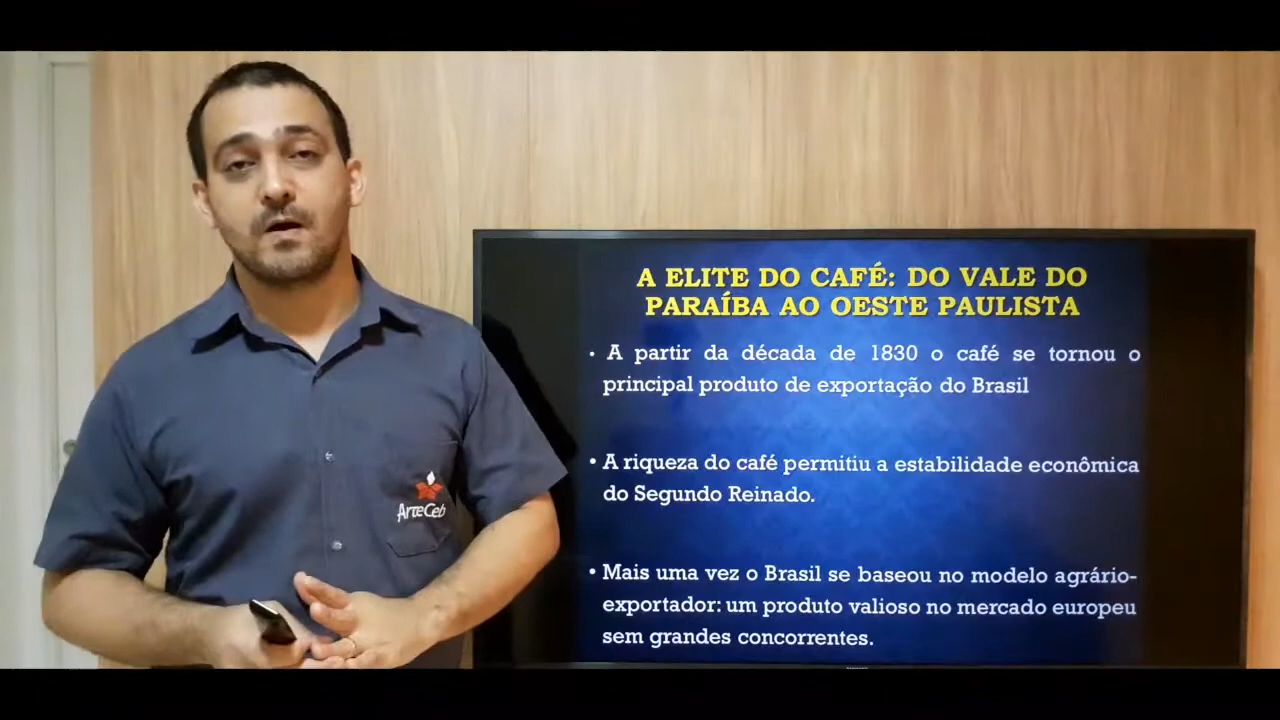 A ELITE DO CAFÉ: DO VALE DO
PARAÍBA AO OESTE PAULISTA
• A partir da década de 1830 o café se tornou o
principal produto de exportação do Brasil
• A riqueza do café permitiu a estabilidade econômica
do Segundo Reinado.
• Mais uma vez o Brasil se baseou no modelo agrário-
exportador: um produto valioso no mercado europeu
sem grandes concorrentes.
ArteCeb